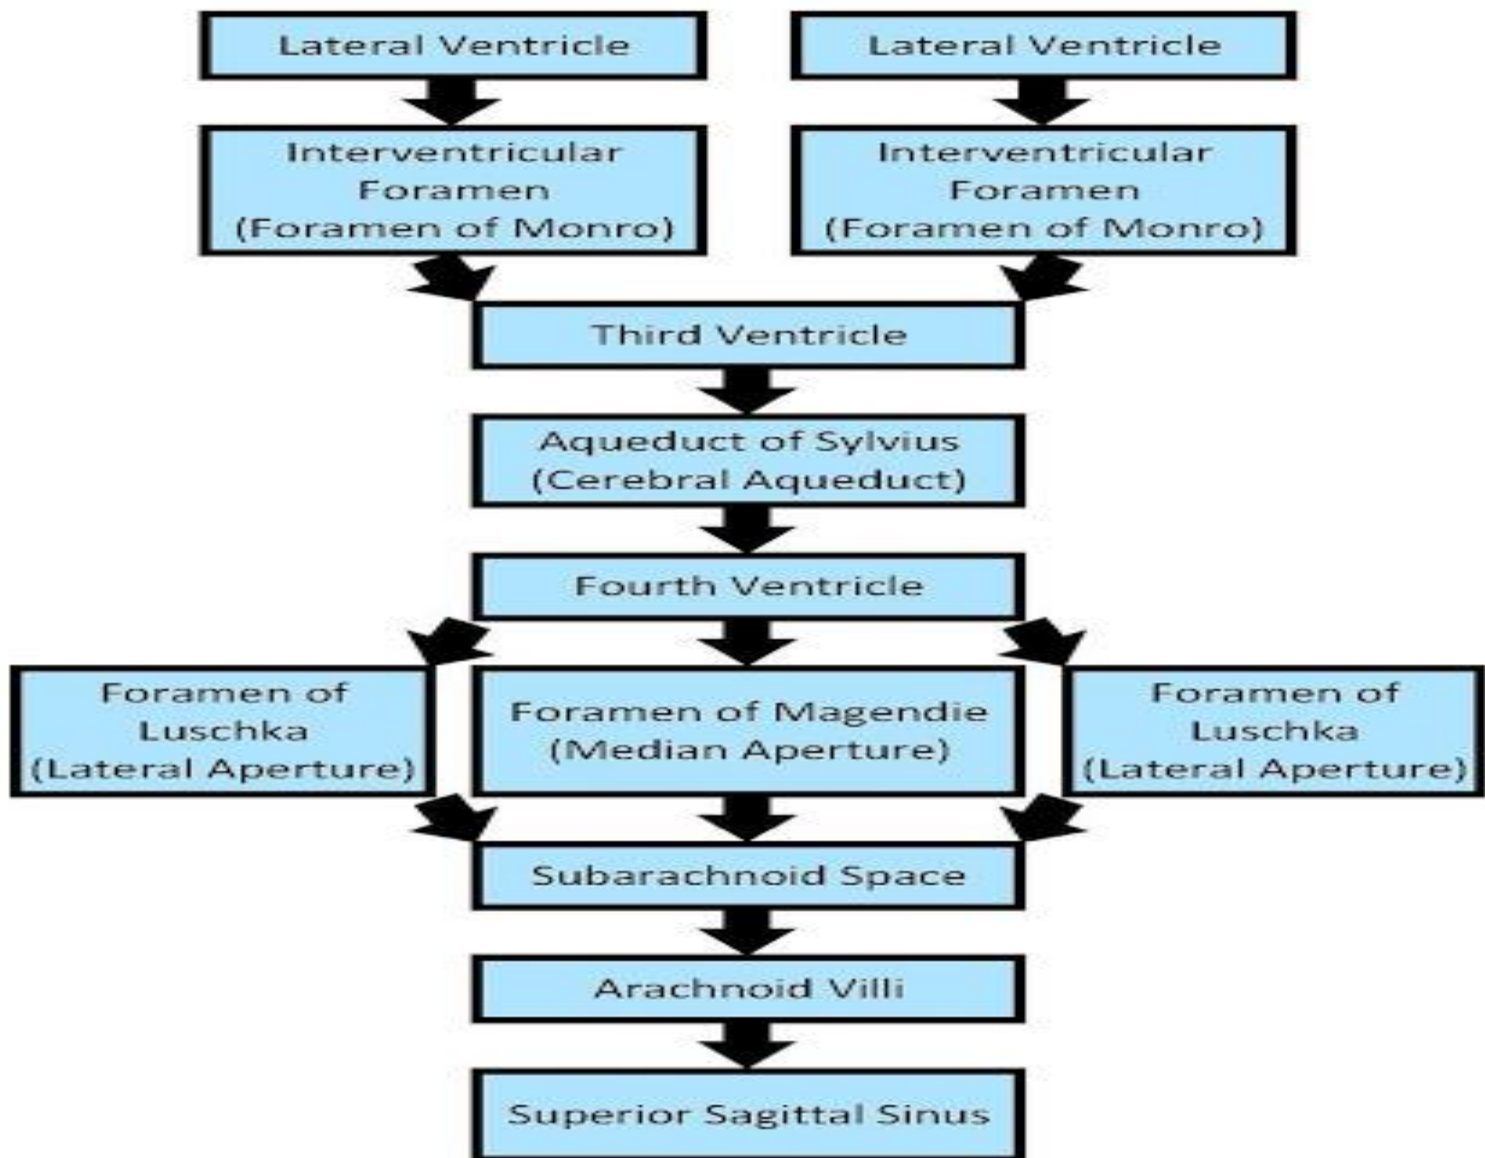 Lateral Ventricle
Lateral Ventricle
Interventricular
Foramen
(Foramen of Monro)
Interventricular
Foramen
(Foramen of Monro)
Third Ventricle
Aqueduct of Sylvius
(Cerebral Aqueduct)
Fourth Ventricle
Foramen of
Luschka
(Lateral Aperture)
Foramen of Magendie
(Median Aperture)
Foramen of
Luschka
(Lateral Aperture)
Subarachnoid Space
Arachnoid Villi
Superior Sagittal Sinus